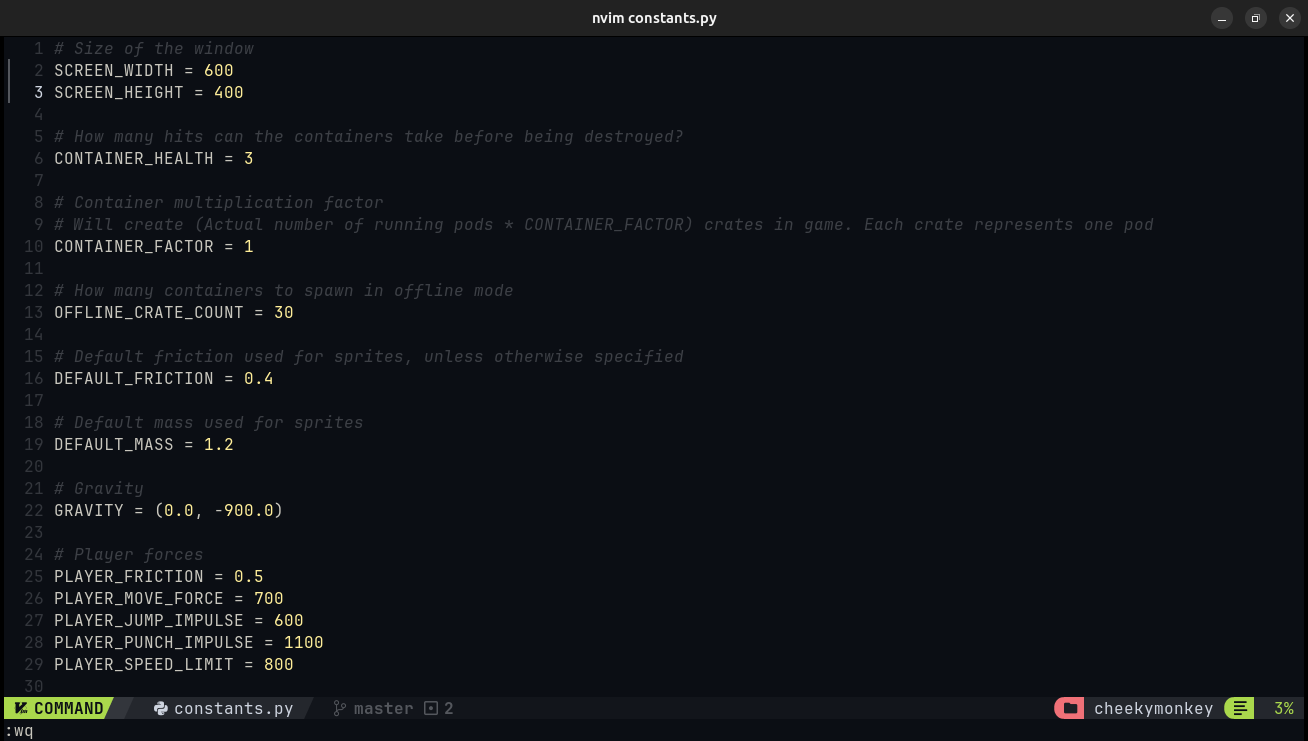 nvim constants.py
1 # Size of the window
2 SCREEN_WIDTH = 600
3 SCREEN_HEIGHT = 400
4
5 # How many hits can the containers take before being destroyed?
6 CONTAINER_HEALTH = 3
7
8 # Container multiplication factor
9 # Will create (Actual number of running pods * CONTAINER_FACTOR) crates in game. Each crate represents one pod
10 CONTAINER_FACTOR = 1
11
12 # How many containers to spawn in offline mode
13 OFFLINE_CRATE_COUNT = 30
14
15 # Default friction used for sprites, unless otherwise specified
16 DEFAULT_FRICTION = 0.4
17
18 # Default mass used for sprites
19 DEFAULT_MASS = 1.2
20
21 # Gravity
22 GRAVITY = (0.0, -900.0)
23
24 # Player forces
25 PLAYER_FRICTION = 0.5
26 PLAYER_MOVE_FORCE = 700
27 PLAYER_JUMP_IMPULSE = 600
28 PLAYER_PUNCH_IMPULSE = 1100
29 PLAYER_SPEED_LIMIT = 800
30
COMMAND constants.py master 2 cheekymonkey 3%
:wq